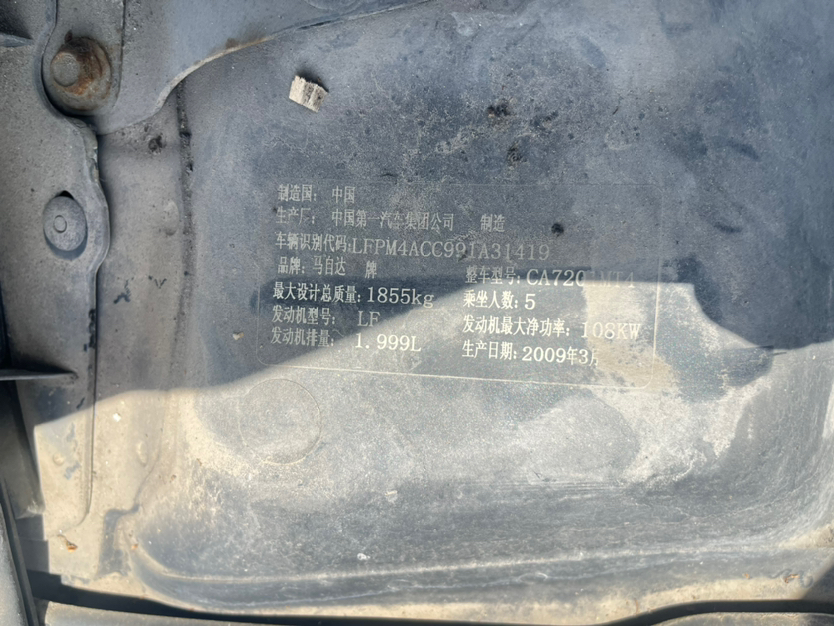 制造国: 中国
生产厂: 中国第一汽车集团公司 制造
车辆识别代码:LFPM4ACC991A31419
品牌: 马自达 牌 整车型号: CA720 MT4
最大设计总质量: 1855kg 乘坐人数: 5
发动机型号: LF 发动机最大净功率: 108KW
发动机排量: 1.999L 生产日期: 2009年3月